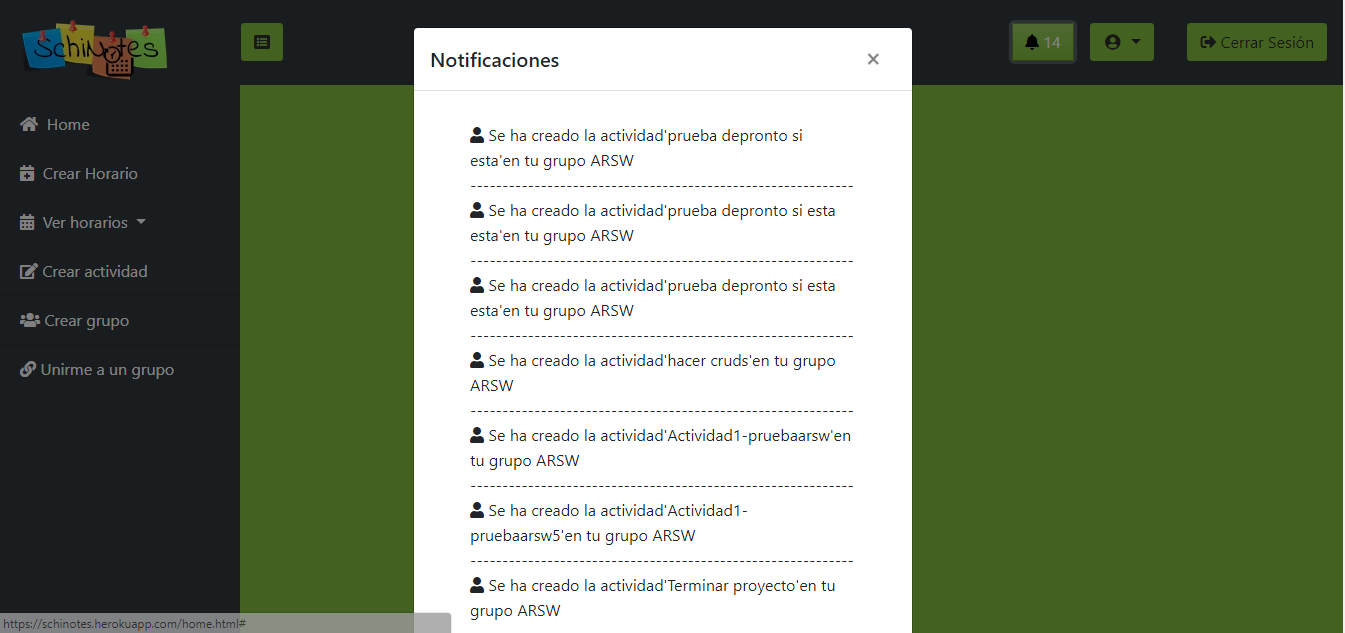 SchiNotes
Notificaciones
×
14
Cerrar Sesión
Home
Crear Horario
Ver horarios
Crear actividad
Crear grupo
Unirme a un grupo
Se ha creado la actividad'prueba depronto si
esta'en tu grupo ARSW
------------------------------------------------------------
Se ha creado la actividad'prueba depronto si esta
esta'en tu grupo ARSW
------------------------------------------------------------
Se ha creado la actividad'prueba depronto si esta
esta'en tu grupo ARSW
------------------------------------------------------------
Se ha creado la actividad'hacer cruds'en tu grupo
ARSW
------------------------------------------------------------
Se ha creado la actividad'Actividad1-pruebaarsw'en
tu grupo ARSW
------------------------------------------------------------
Se ha creado la actividad'Actividad1-
pruebaarsw5'en tu grupo ARSW
------------------------------------------------------------
Se ha creado la actividad'Terminar proyecto'en tu
grupo ARSW
https://schinotes.herokuapp.com/home.html#